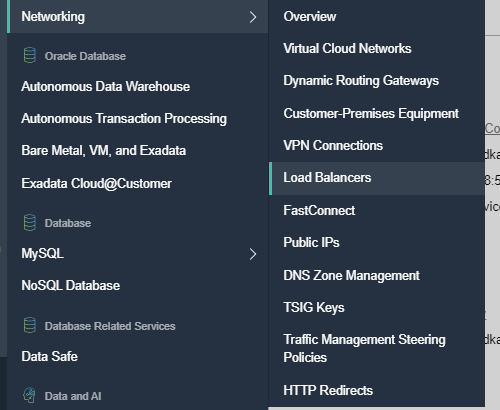 Networking
Oracle Database
Autonomous Data Warehouse
Autonomous Transaction Processing
Bare Metal, VM, and Exadata
Exadata Cloud@Customer
Database
MySQL
NoSQL Database
Database Related Services
Data Safe
Data and AI
Overview
Virtual Cloud Networks
Dynamic Routing Gateways
Customer-Premises Equipment
VPN Connections
Load Balancers
FastConnect
Public IPs
DNS Zone Management
TSIG Keys
Traffic Management Steering
Policies
HTTP Redirects